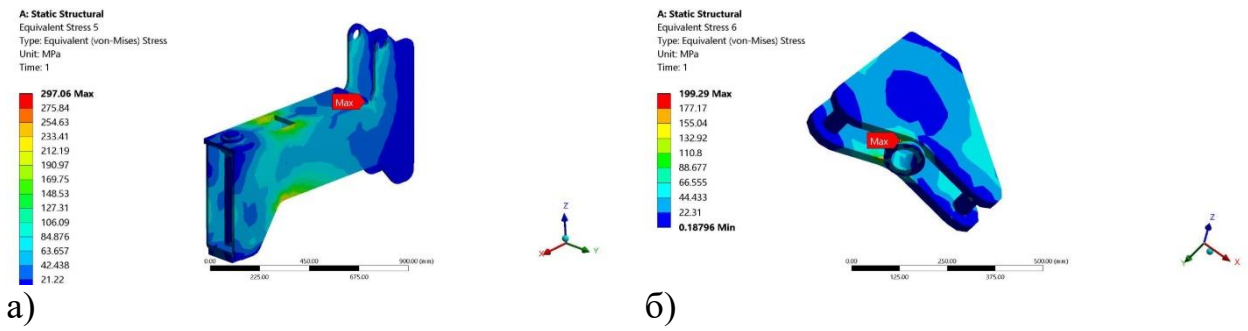 A: Static Structural
Equivalent Stress 5
Type: Equivalent (von-Mises) Stress
Unit: MPa
Time: 1
297.06 Max
275.84
254.63
233.41
212.19
190.97
169.75
148.53
127.31
106.09
84.876
63.657
42.438
21.22
Max
Z
X
Y
0.00
450.00
900.00 (mm)
225.00
675.00
а)
A: Static Structural
Equivalent Stress 6
Type: Equivalent (von-Mises) Stress
Unit: MPa
Time: 1
199.29 Max
177.17
155.04
132.92
110.8
88.677
66.555
44.433
22.31
0.18796 Min
Max
Z
Y
X
0.00
250.00
500.00 (mm)
125.00
375.00
б)